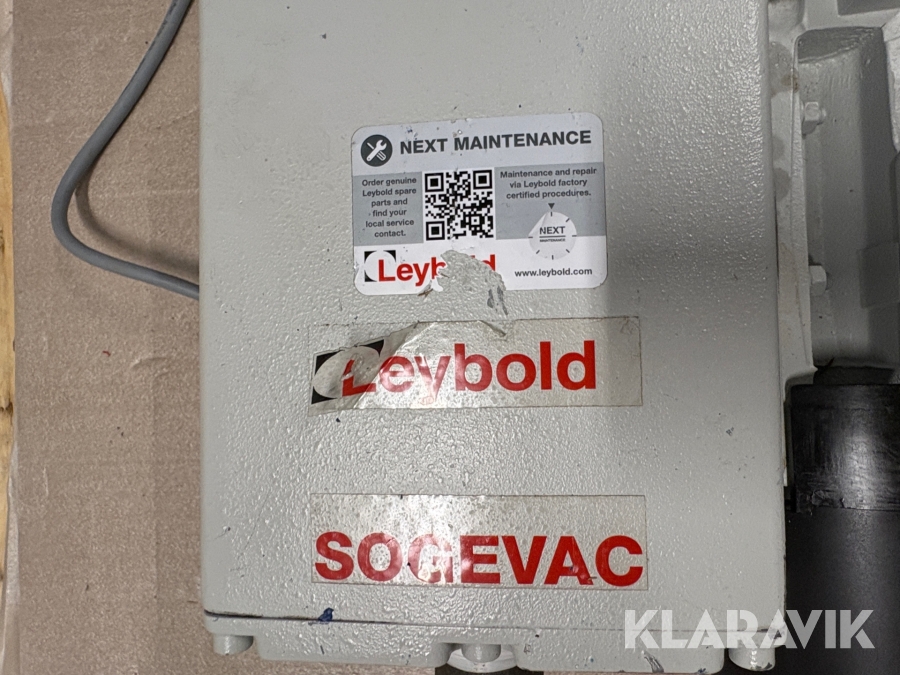 NEXT MAINTENANCE
Order genuine
Leybold spare
parts and
find your
local service
contact.
Maintenance and repair
via Leybold factory
certified procedures.
NEXT
MAINTENANCE
Leybold
www.leybold.com
Leybold
SOGEVAC
KLARAVIK